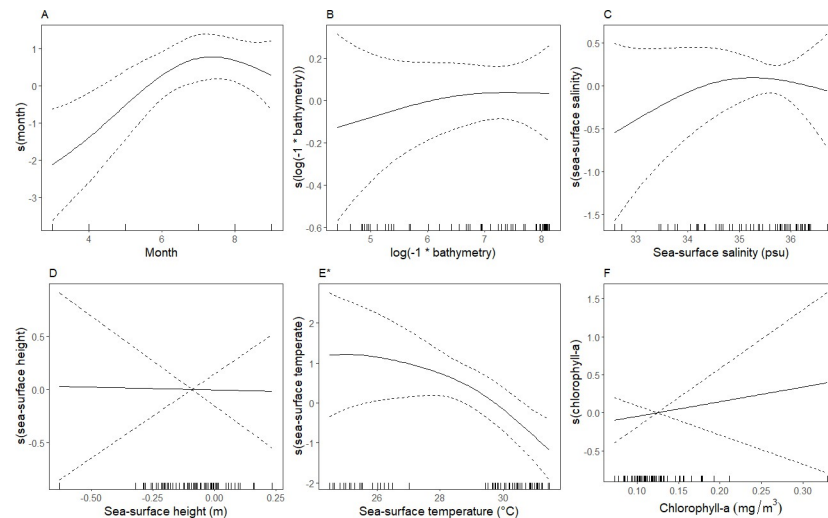 A
s(month)
1
0
-1
-2
-3
4
6
8
Month
B
s(log(-1 * bathymetry))
0.2
0.0
-0.2
-0.4
-0.6
5
6
7
8
log(-1 * bathymetry)
C
s(sea-surface salinity)
0.5
0.0
-0.5
-1.0
-1.5
33
34
35
36
Sea-surface salinity (psu)
D
s(sea-surface height)
0.5
0.0
-0.5
-0.50
-0.25
0.00
0.25
Sea-surface height (m)
E*
s(sea-surface temperate)
2
1
0
-1
-2
26
28
30
Sea-surface temperature (°C)
F
s(chlorophyll-a)
1.5
1.0
0.5
0.0
-0.5
0.10
0.15
0.20
0.25
0.30
Chlorophyll-a (mg/m³)